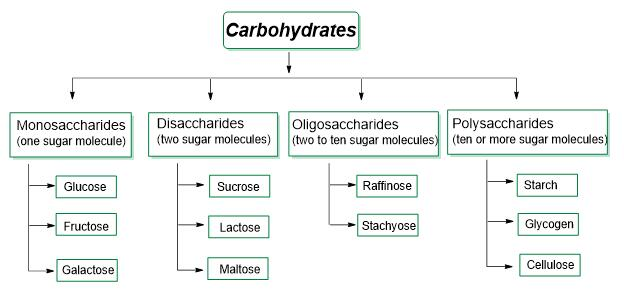 Carbohydrates
Monosaccharides
(one sugar molecule)
Disaccharides
(two sugar molecules)
Oligosaccharides
(two to ten sugar molecules)
Polysaccharides
(ten or more sugar molecules)
Glucose
Fructose
Galactose
Sucrose
Lactose
Maltose
Raffinose
Stachyose
Starch
Glycogen
Cellulose